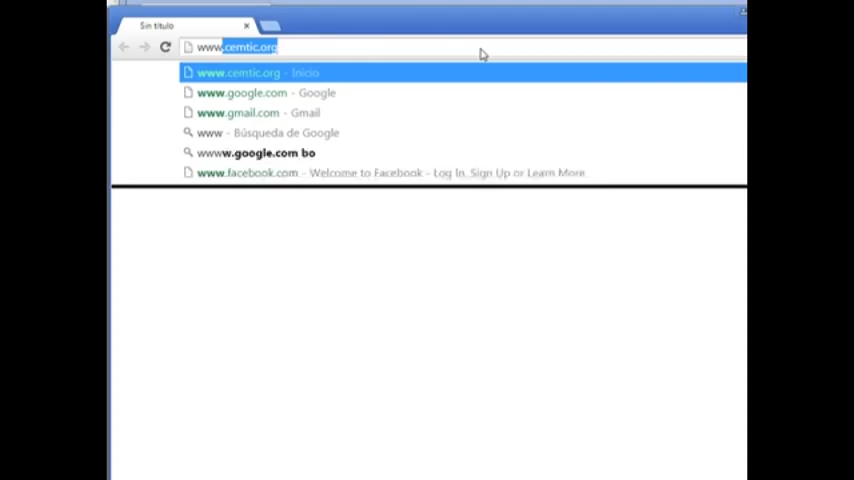 Sin título
www.cemtic.org
www.cemtic.org - Inicio
www.google.com - Google
www.gmail.com - Gmail
www - Búsqueda de Google
wwww.google.com bo
www.facebook.com - Welcome to Facebook - Log In, Sign Up or Learn More